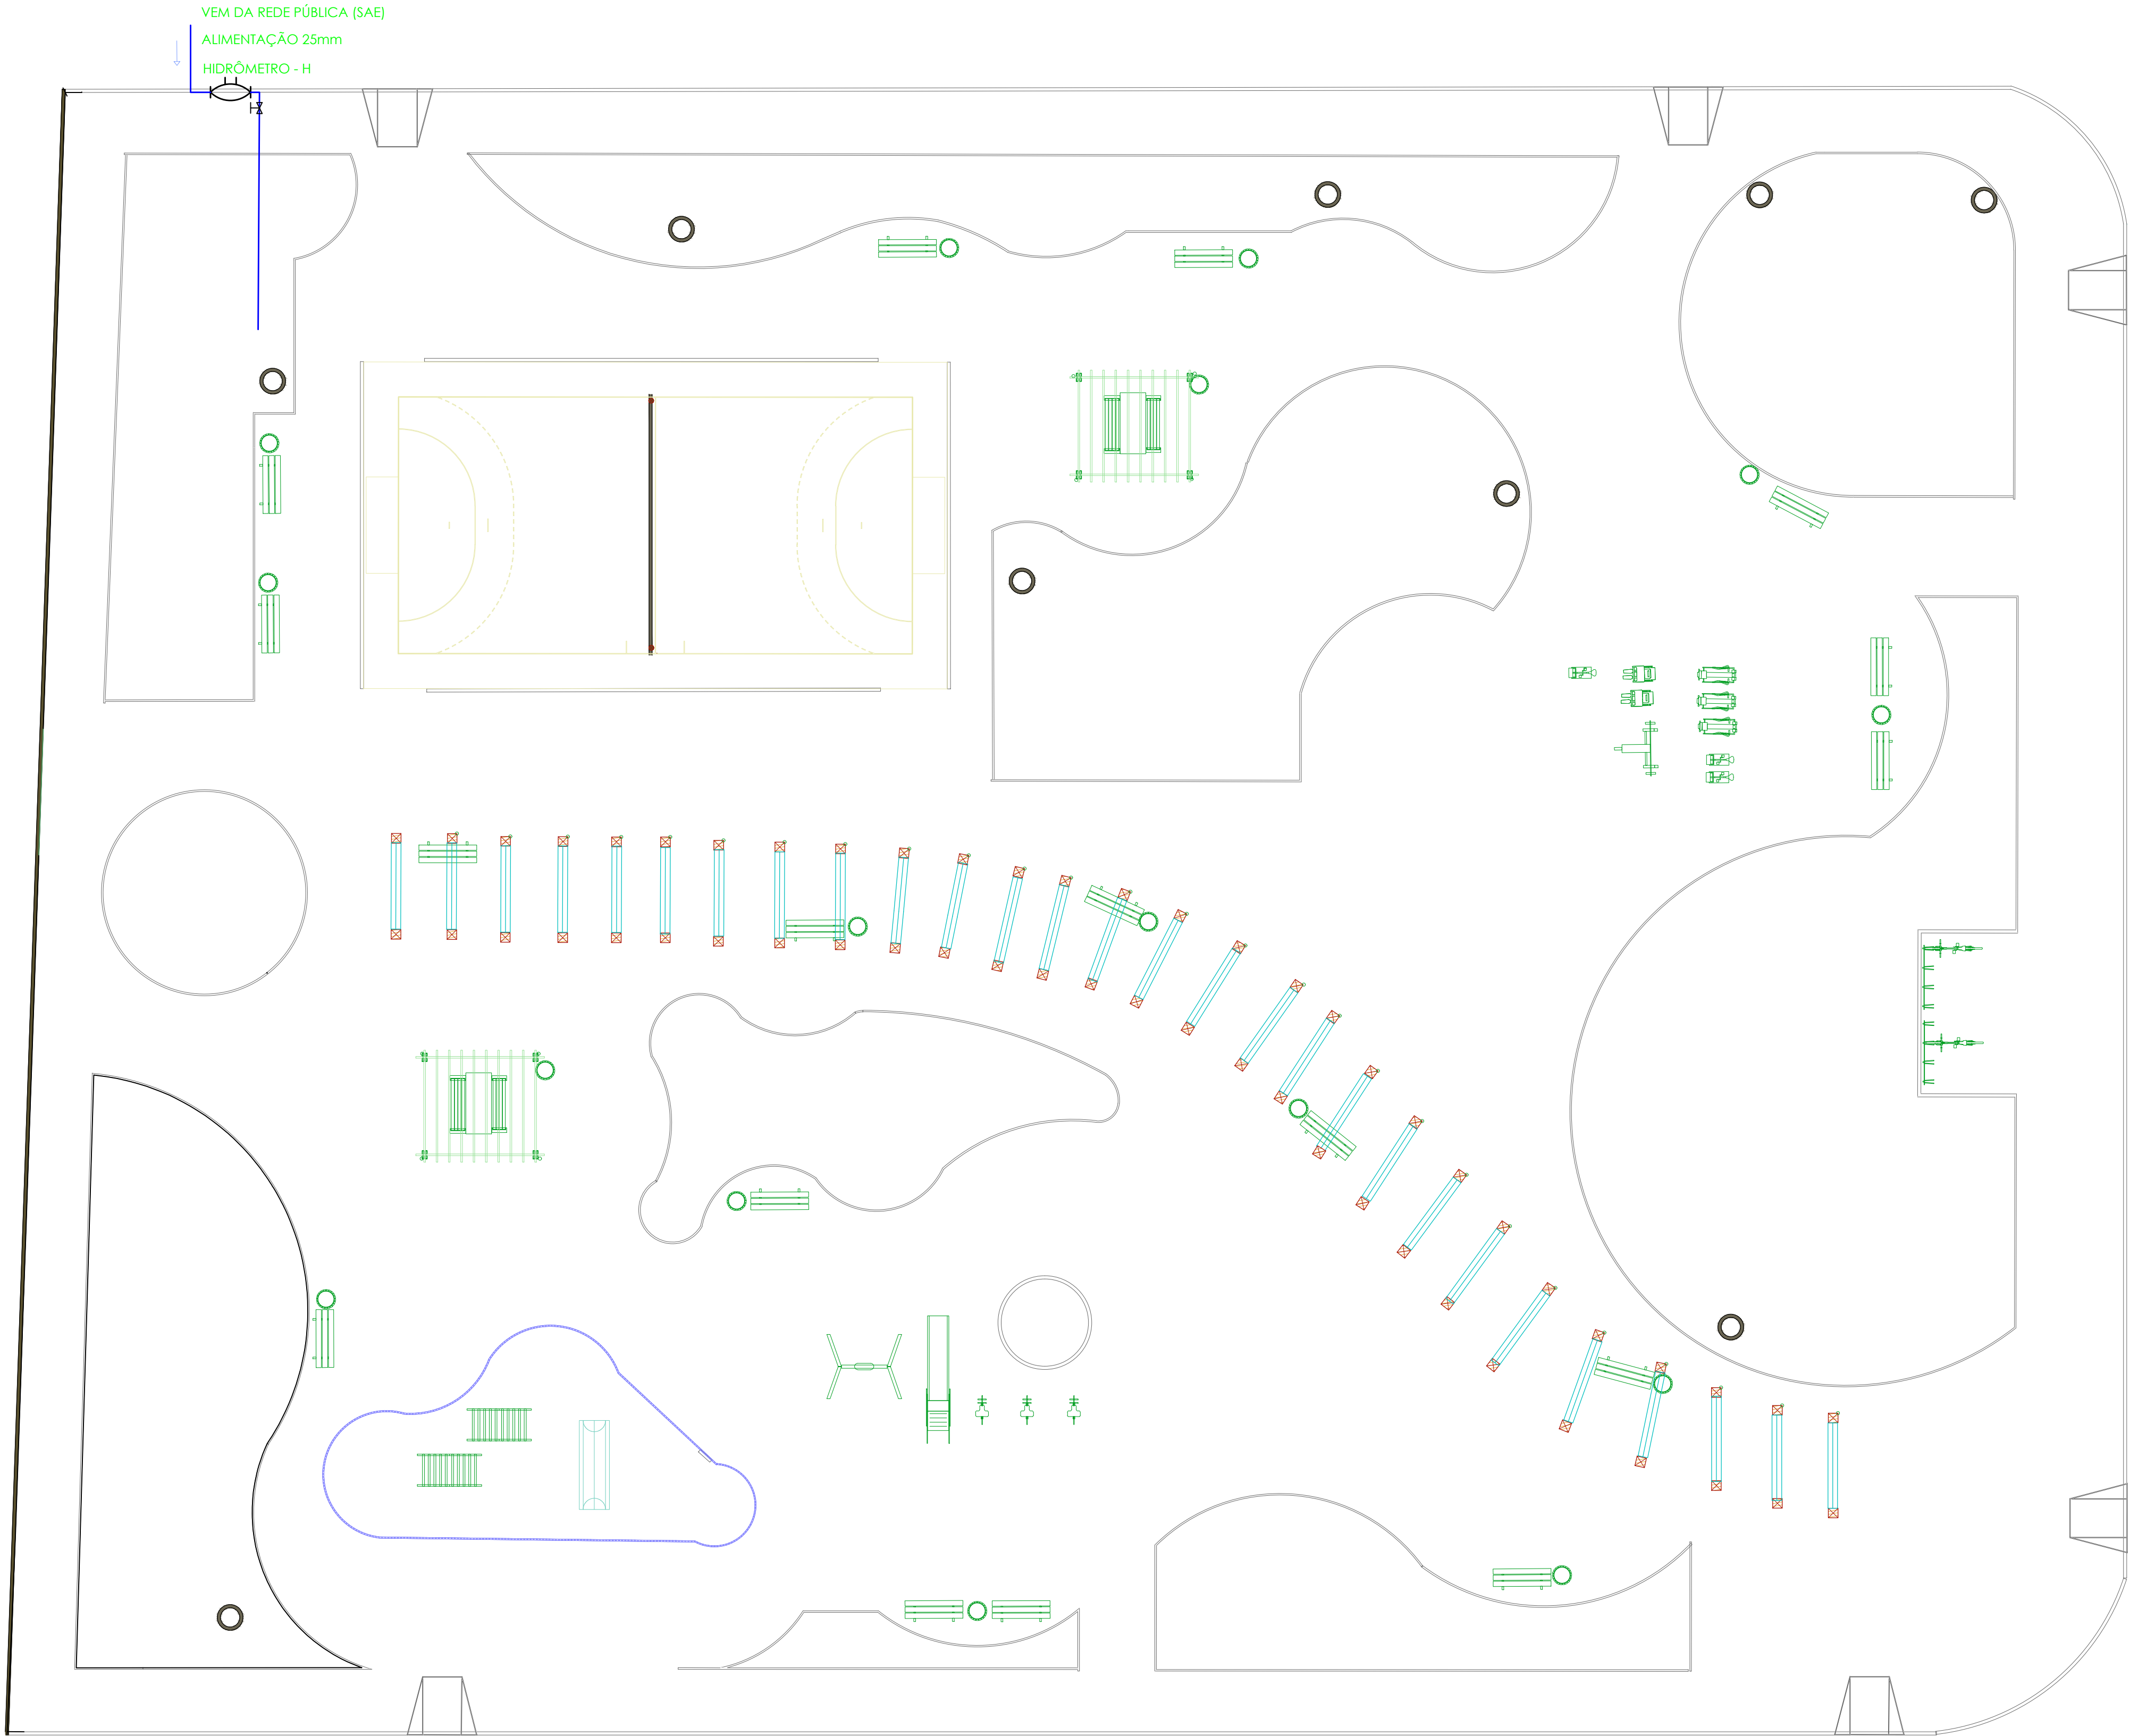 VEM DA REDE PÚBLICA (SAE)
ALIMENTAÇÃO 25mm
HIDRÔMETRO - H